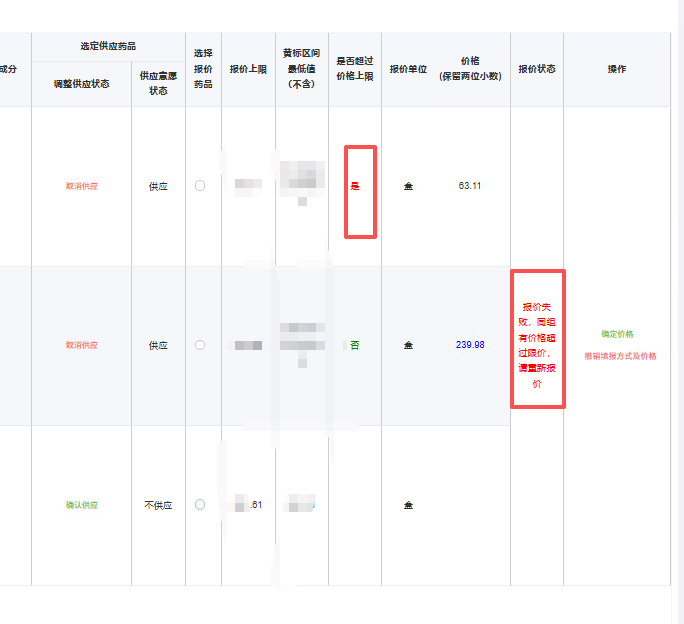 成分
选定供应药品
调整供应状态
供应意愿
状态
选择
报价
药品
报价上限
黄标区间
最低值
（不含）
是否超过
价格上限
报价单位
价格
(保留两位小数)
报价状态
操作
取消供应
供应
是
盒
63.11
取消供应
供应
否
盒
239.98
报价失
败，同组
有价格超
过限价，
请重新报
价
确定价格
撤销填报方式及价格
确认供应
不供应
.61
盒